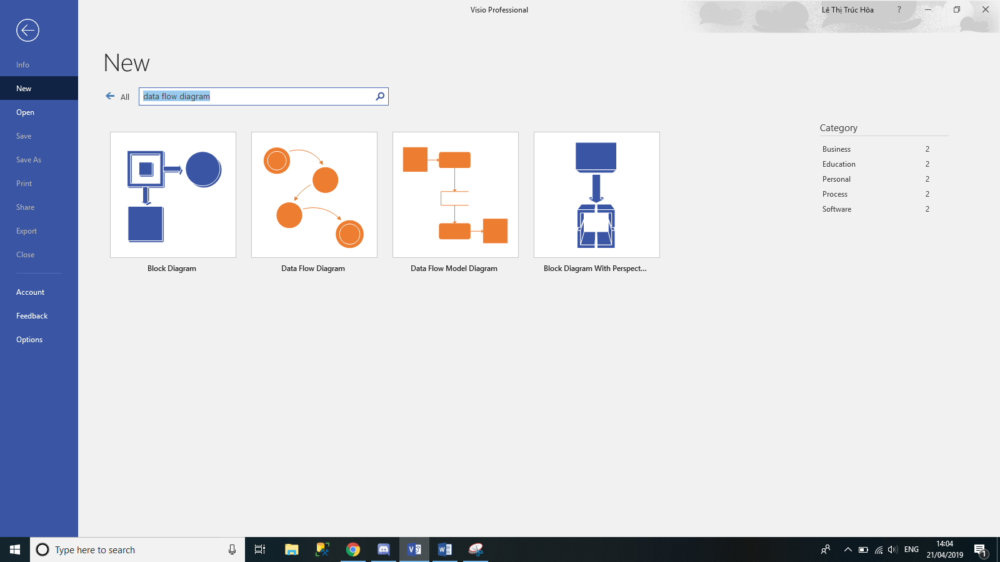 Visio Professional
Lê Thị Trúc Hòa
?
Info
New
Open
Save
Save As
Print
Share
Export
Close
Account
Feedback
Options
New
All
data flow diagram
Block Diagram
Data Flow Diagram
Data Flow Model Diagram
Block Diagram With Perspect...
Category
Business 2
Education 2
Personal 2
Process 2
Software 2
Type here to search
ENG
14:04
21/04/2019
1